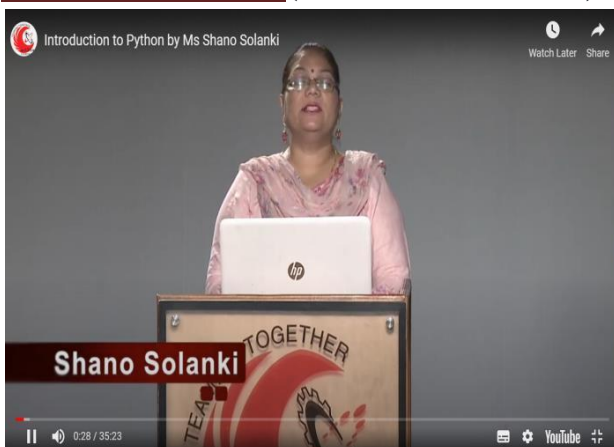 Introduction to Python by Ms Shano Solanki
Watch Later Share
hp
TOGETHER
Shano Solanki
0:28 / 35:23
YouTube